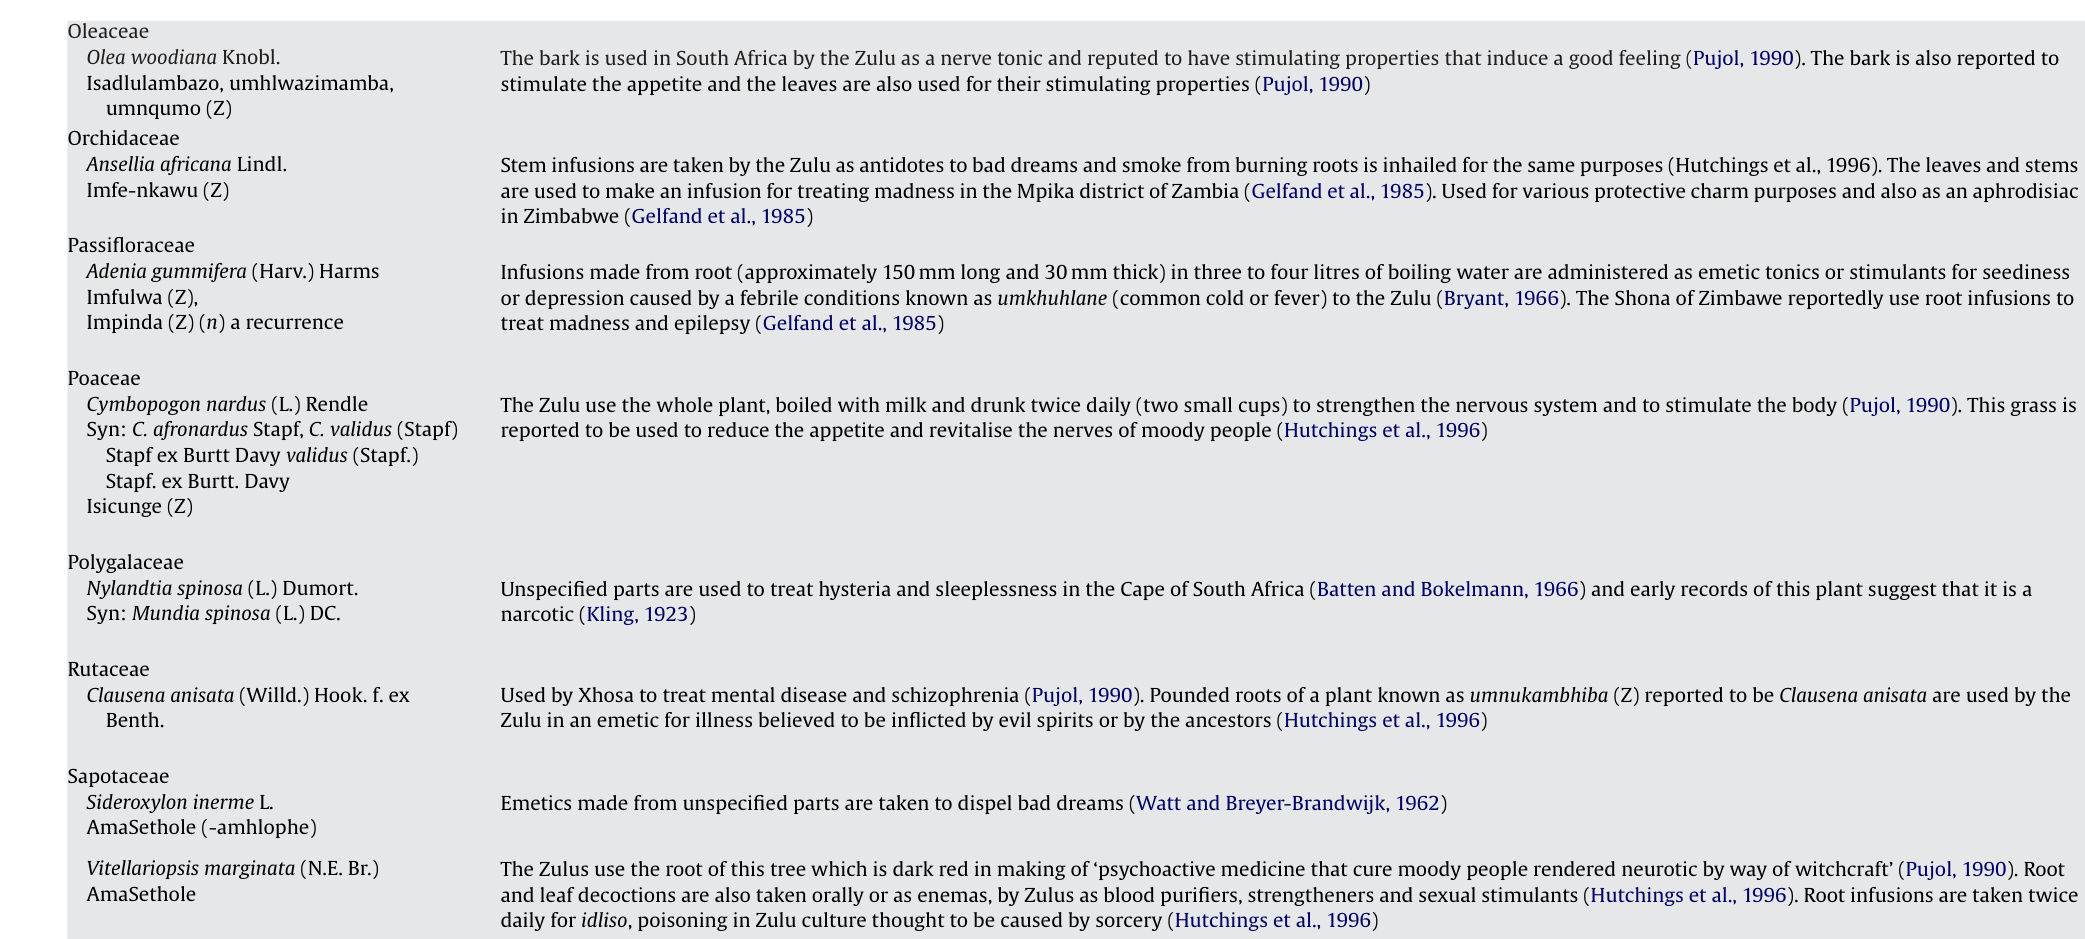 Oleaceae
Olea woodiana Knobl.
Isadlulambazo, umhlwazimamba,
umnqumo (Z)
The bark is used in South Africa by the Zulu as a nerve tonic and reputed to have stimulating properties that induce a good feeling (Pujol, 1990). The bark is also reported to
stimulate the appetite and the leaves are also used for their stimulating properties (Pujol, 1990)
Orchidaceae
Ansellia africana Lindl.
Imfe-nkawu (Z)
Stem infusions are taken by the Zulu as antidotes to bad dreams and smoke from burning roots is inhailed for the same purposes (Hutchings et al., 1996). The leaves and stems
are used to make an infusion for treating madness in the Mpika district of Zambia (Gelfand et al., 1985). Used for various protective charm purposes and also as an aphrodisiac
in Zimbabwe (Gelfand et al., 1985)
Passifloraceae
Adenia gummifera (Harv.) Harms
Imfulwa (Z),
Impinda (Z) (n) a recurrence
Infusions made from root (approximately 150 mm long and 30 mm thick) in three to four litres of boiling water are administered as emetic tonics or stimulants for seediness
or depression caused by a febrile conditions known as umkhuhlane (common cold or fever) to the Zulu (Bryant, 1966). The Shona of Zimbawe reportedly use root infusions to
treat madness and epilepsy (Gelfand et al., 1985)
Poaceae
Cymbopogon nardus (L.) Rendle
Syn: C. afronardus Stapf, C. validus (Stapf)
Stapf ex Burtt Davy validus (Stapf.)
Stapf. ex Burtt. Davy
Isicunge (Z)
The Zulu use the whole plant, boiled with milk and drunk twice daily (two small cups) to strengthen the nervous system and to stimulate the body (Pujol, 1990). This grass is
reported to be used to reduce the appetite and revitalise the nerves of moody people (Hutchings et al., 1996)
Polygalaceae
Nylandtia spinosa (L.) Dumort.
Syn: Mundia spinosa (L.) DC.
Unspecified parts are used to treat hysteria and sleeplessness in the Cape of South Africa (Batten and Bokelmann, 1966) and early records of this plant suggest that it is a
narcotic (Kling, 1923)
Rutaceae
Clausena anisata (Willd.) Hook. f. ex
Benth.
Used by Xhosa to treat mental disease and schizophrenia (Pujol, 1990). Pounded roots of a plant known as umnukambhiba (Z) reported to be Clausena anisata are used by the
Zulu in an emetic for illness believed to be inflicted by evil spirits or by the ancestors (Hutchings et al., 1996)
Sapotaceae
Sideroxylon inerme L.
AmaSethole (-amhlophe)
Emetics made from unspecified parts are taken to dispel bad dreams (Watt and Breyer-Brandwijk, 1962)
Vitellariopsis marginata (N.E. Br.)
AmaSethole
The Zulus use the root of this tree which is dark red in making of ‘psychoactive medicine that cure moody people rendered neurotic by way of witchcraft’ (Pujol, 1990). Root
and leaf decoctions are also taken orally or as enemas, by Zulus as blood purifiers, strengtheners and sexual stimulants (Hutchings et al., 1996). Root infusions are taken twice
daily for idliso, poisoning in Zulu culture thought to be caused by sorcery (Hutchings et al., 1996)